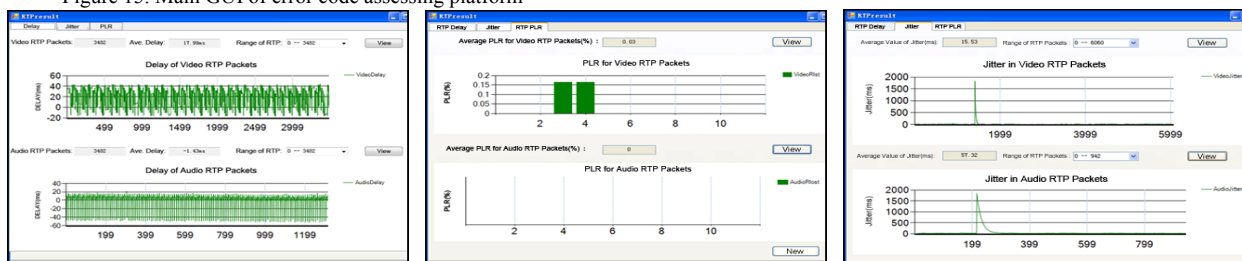 Figure 15. Main GUI of error code assessing platform
RTPresult
Delay Jitter PLR
Video RTP Packets: 3482 Ave. Delay: 17.90ms Range of RTP: 0 -- 3482 View
Delay of Video RTP Packets
VideoDelay
DELAY(ms)
60
40
20
0
-20
499 999 1499 1999 2499 2999
Audio RTP Packets: 3482 Ave. Delay: -1.43ms Range of RTP: 0 -- 3482 View
Delay of Audio RTP Packets
AudioDelay
DELAY(ms)
40
20
0
-20
-40
-60
199 399 599 799 999 1199
RTPresult
RTP Delay Jitter RTP PLR
Average PLR for Video RTP Packets(%) : 0.03 View
PLR for Video RTP Packets
VideoRlost
PLR(%)
0.2
0.15
0.1
0.05
0
2 4 6 8 10
Average PLR for Audio RTP Packets(%) : 0 View
PLR for Audio RTP Packets
AudioRlost
PLR(%)
2 4 6 8 10
New
RTPresult
RTP Delay Jitter RTP PLR
Average Value of Jitter(ms): 15.53 Range of RTP Packets : 0 -- 6060 View
Jitter in Video RTP Packets
VideoJitter
Jitter(ms)
2000
1500
1000
500
0
1999 3999 5999
Average Value of Jitter(ms): 57.32 Range of RTP Packets : 0 -- 942 View
Jitter in Audio RTP Packets
AudioJitter
Jitter(ms)
2000
1500
1000
500
0
199 399 599 799